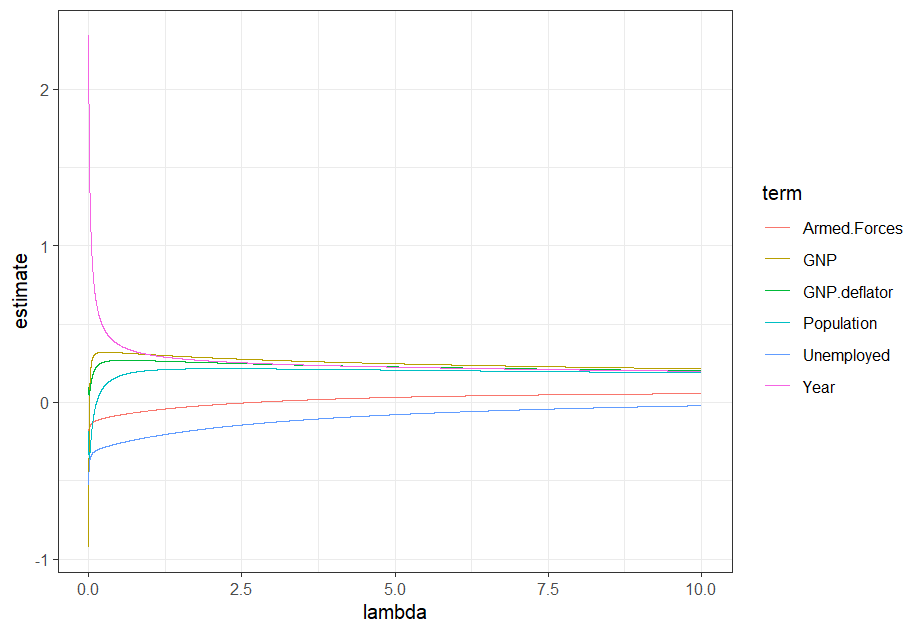 2
1
0
-1
estimate
0.0 2.5 5.0 7.5 10.0
lambda
term
Armed.Forces
GNP
GNP.deflator
Population
Unemployed
Year